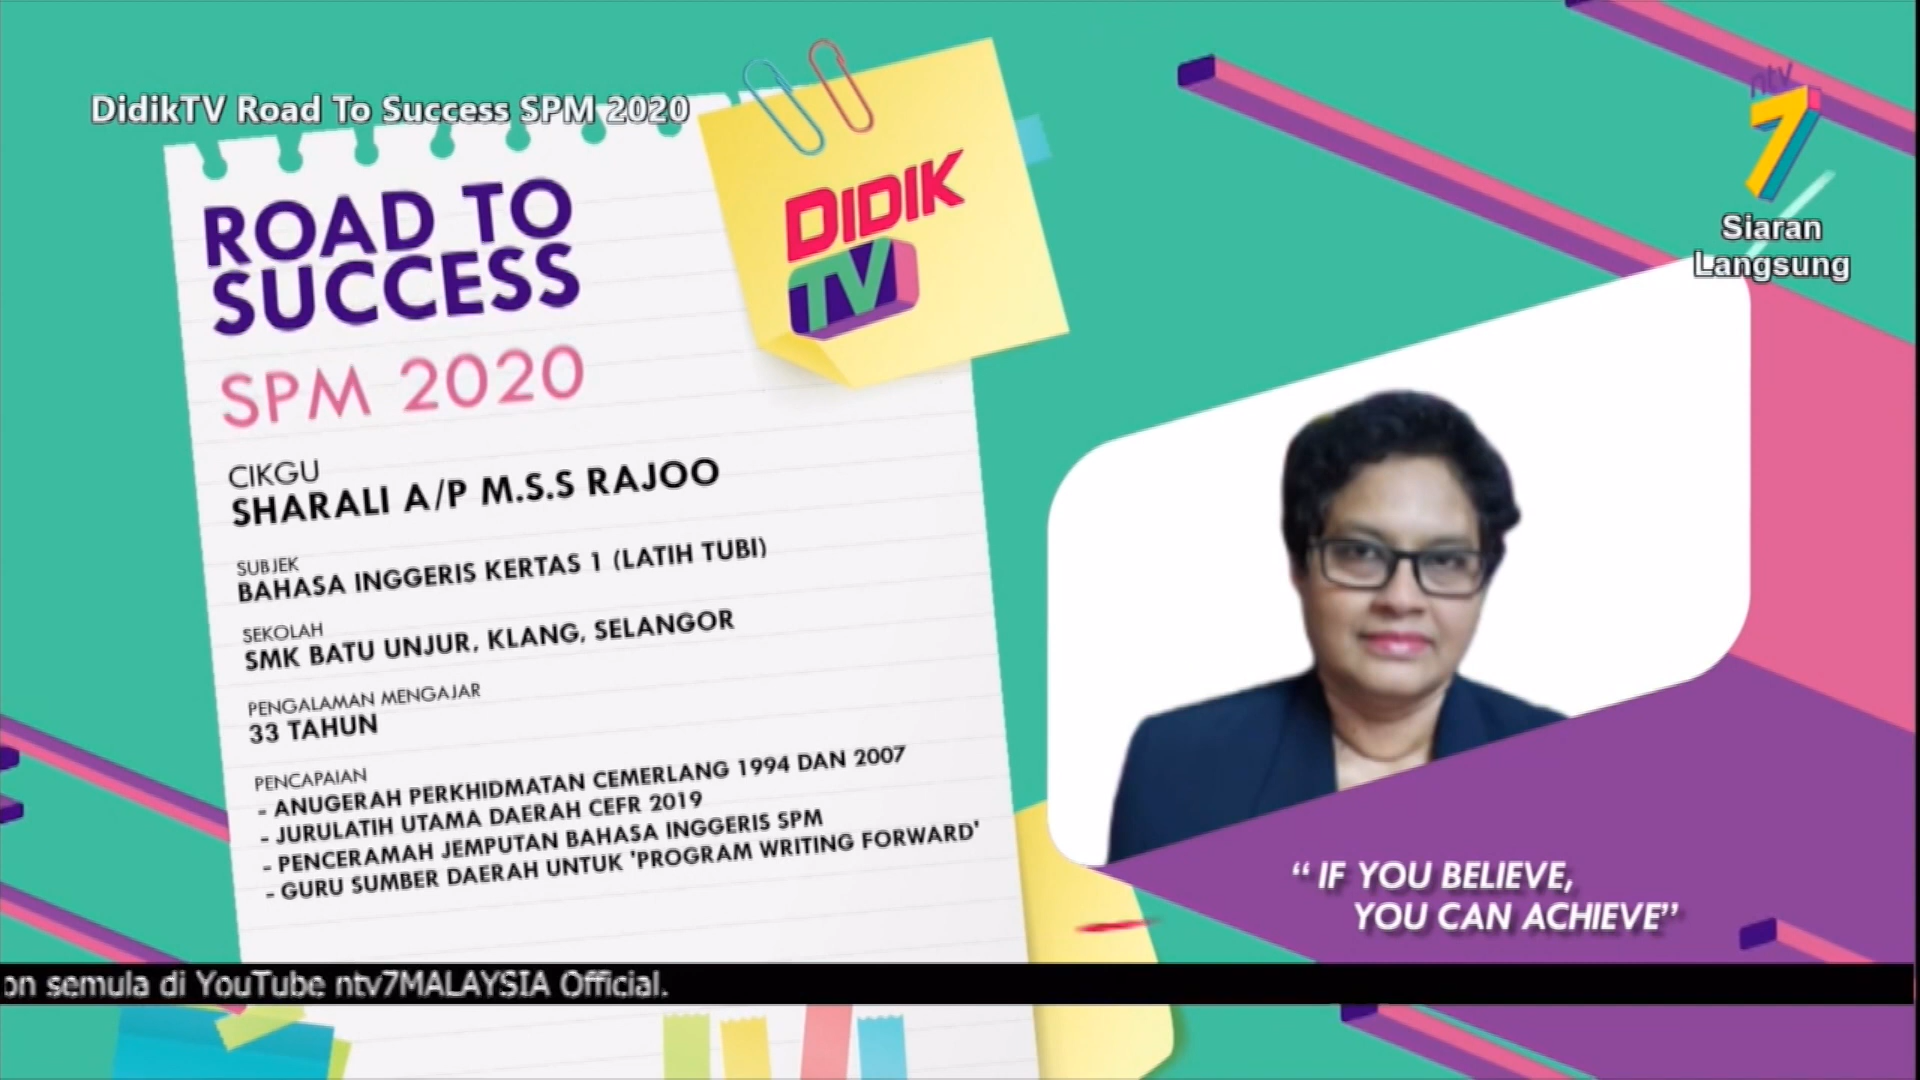 DidikTV Road To Success SPM 2020
ntv
7
Siaran
Langsung
ROAD TO
SUCCESS
SPM 2020
DIDIK
TV
CIKGU
SHARALI A/P M.S.S RAJOO
SUBJEK
BAHASA INGGERIS KERTAS 1 (LATIH TUBI)
SEKOLAH
SMK BATU UNJUR, KLANG, SELANGOR
PENGALAMAN MENGAJAR
33 TAHUN
PENCAPAIAN
- ANUGERAH PERKHIDMATAN CEMERLANG 1994 DAN 2007
- JURULATIH UTAMA DAERAH CEFR 2019
- PENCERAMAH JEMPUTAN BAHASA INGGERIS SPM
- GURU SUMBER DAERAH UNTUK 'PROGRAM WRITING FORWARD'
“ IF YOU BELIEVE,
YOU CAN ACHIEVE”
on semula di YouTube ntv7MALAYSIA Official.